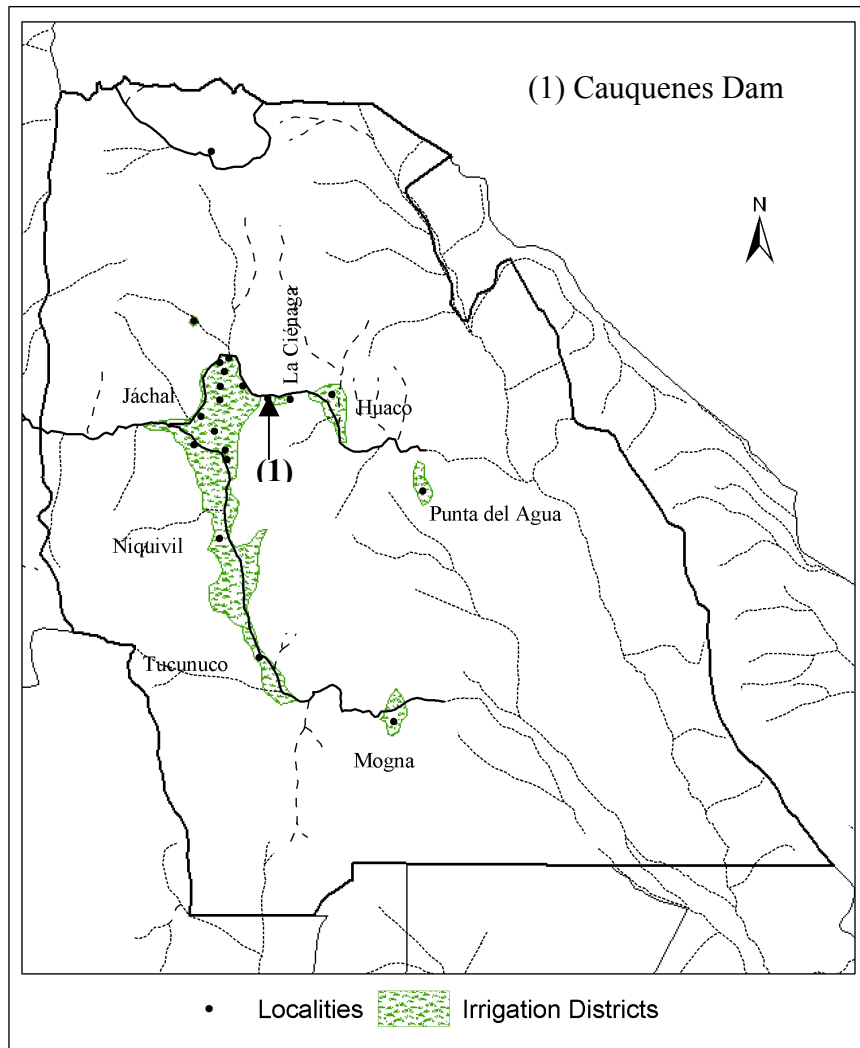 (1) Cauquenes Dam
N
La Ciénaga
Jáchal
Huaco
(1)
Punta del Agua
Niquivil
Tucunuco
Mogna
Localities
Irrigation Districts